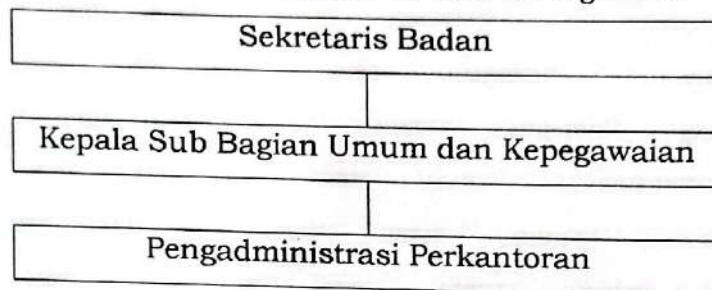 Sekretaris Badan
Kepala Sub Bagian Umum dan Kepegawaian
Pengadministrasi Perkantoran